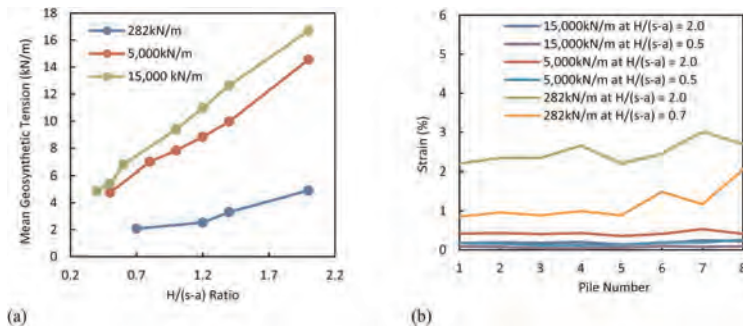 18
16
14
12
10
8
6
4
2
0
Mean Geosynthetic Tension (kN/m)
282kN/m
5,000kN/m
15,000 kN/m
0.2 0.7 1.2 1.7 2.2
H/(s-a) Ratio
(a)
6
5
4
3
2
1
0
Strain (%)
15,000kN/m at H/(s-a) = 2.0
15,000kN/m at H/(s-a) = 0.5
5,000kN/m at H/(s-a) = 2.0
5,000kN/m at H/(s-a) = 0.5
282kN/m at H/(s-a) = 2.0
282kN/m at H/(s-a) = 0.7
1 2 3 4 5 6 7 8
Pile Number
(b)